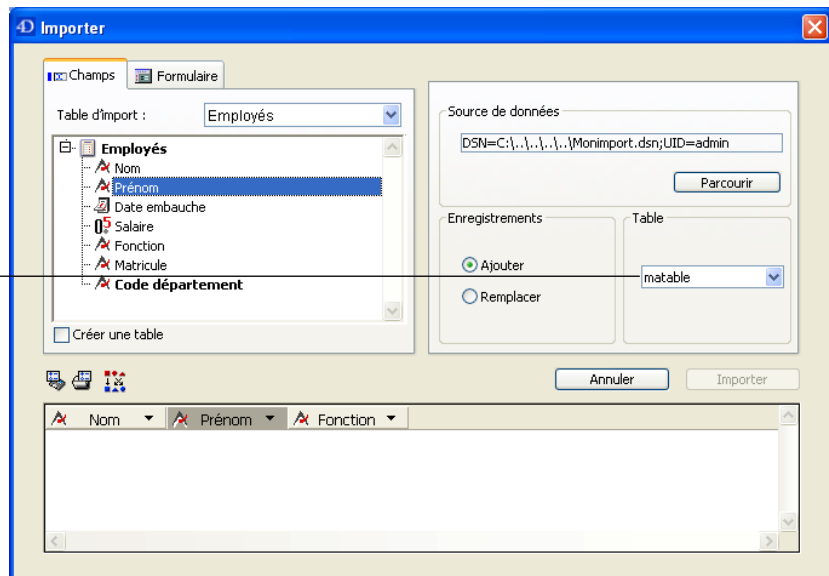 4D Importer
Champs
Formulaire
Table d'import :
Employés
Employés
Nom
Prénom
Date embauche
Salaire
Fonction
Matricule
Code département
Créer une table
Source de données
DSN=C:\..\..\..\..\Monimport.dsn;UID=admin
Parcourir
Enregistrements
Ajouter
Remplacer
Table
matable
Annuler
Importer
Nom Prénom Fonction